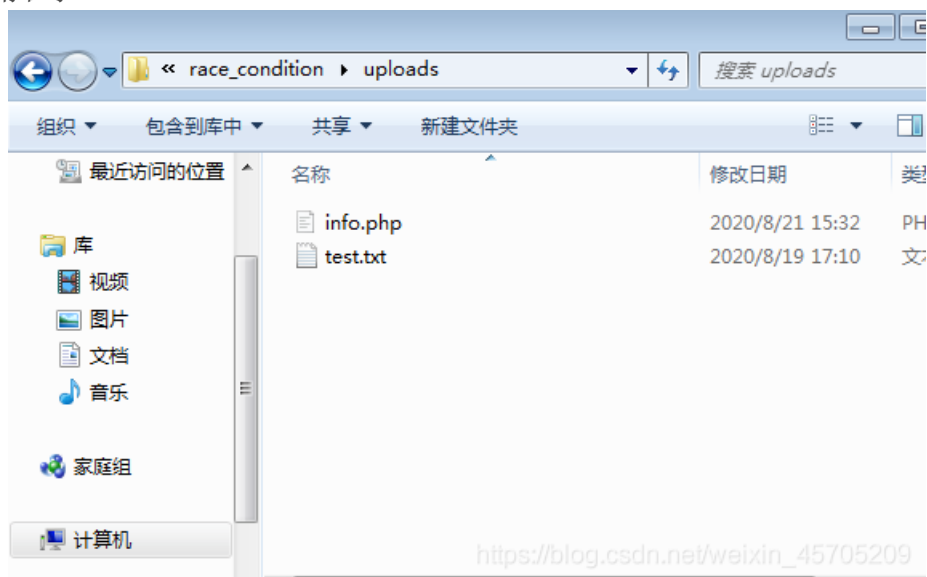 « race_condition ▸ uploads
搜索 uploads
组织 包含到库中 共享 新建文件夹
最近访问的位置
名称 修改日期
info.php 2020/8/21 15:32 PH
test.txt 2020/8/19 17:10
库
视频
图片
文档
音乐
家庭组
计算机
https://blog.csdn.net/weixin_45705209